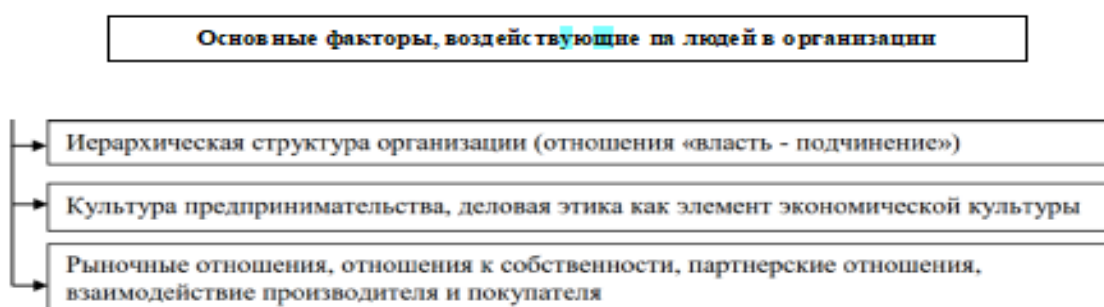 Основные факторы, воздействующие па людей в организации
Иерархическая структура организации (отношения «власть - подчинение»)
Культура предпринимательства, деловая этика как элемент экономической культуры
Рыночные отношения, отношения к собственности, партнерские отношения,
взаимодействие производителя и покупателя